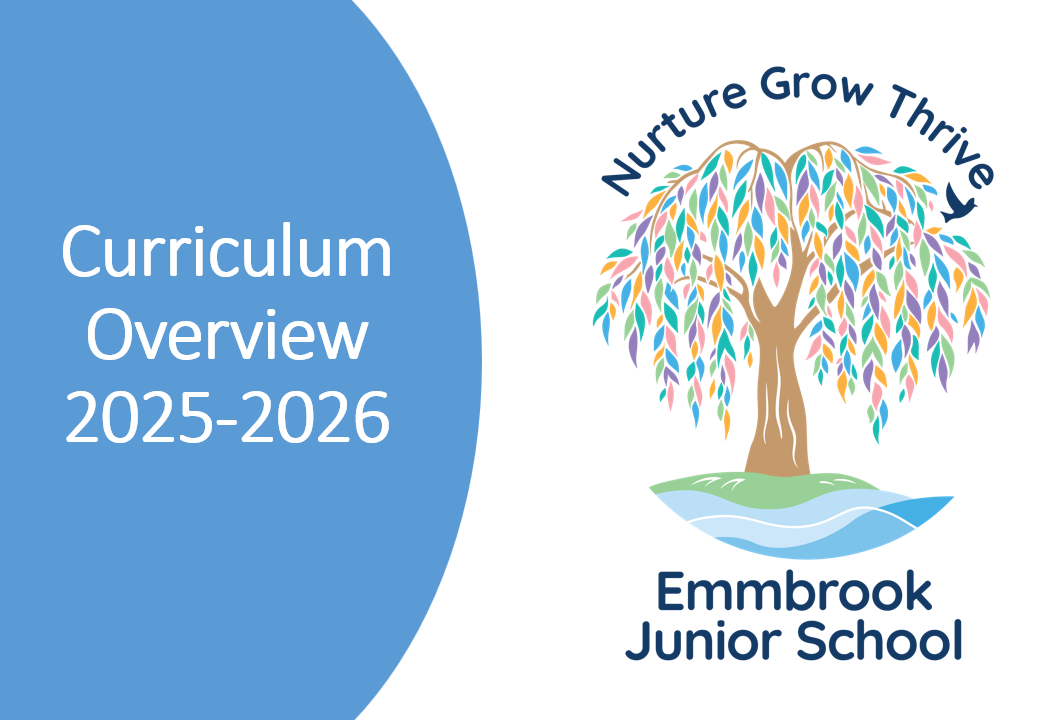 Curriculum
Overview
2025-2026
Nurture Grow Thrive
Emmbrook
Junior School